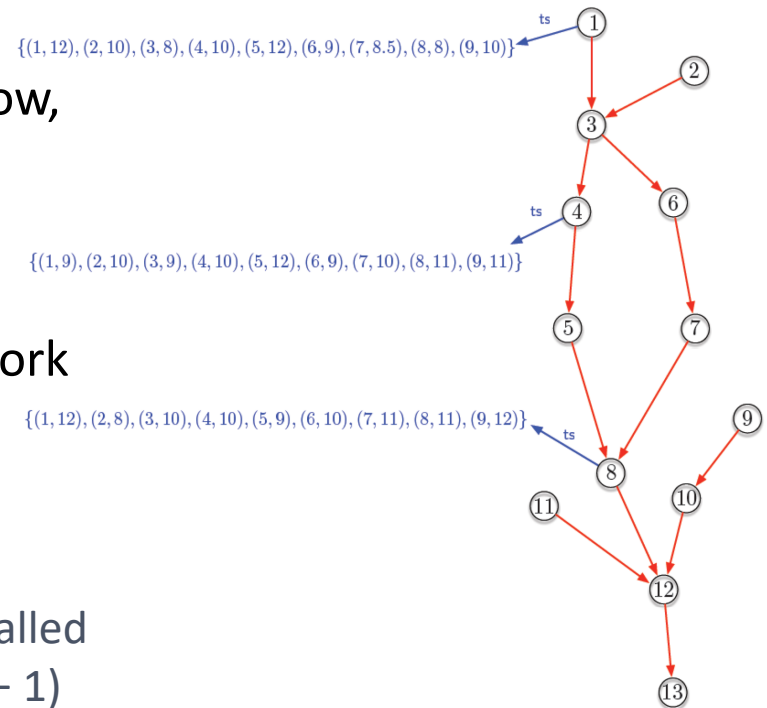 ts
1
{(1, 12), (2, 10), (3, 8), (4, 10), (5, 12), (6, 9), (7, 8.5), (8, 8), (9, 10)}
2
ow,
3
6
ts
4
{(1, 9), (2, 10), (3, 9), (4, 10), (5, 12), (6, 9), (7, 10), (8, 11), (9, 11)}
5
7
ork
{(1, 12), (2, 8), (3, 10), (4, 10), (5, 9), (6, 10), (7, 11), (8, 11), (9, 12)}
9
ts
8
10
11
12
alled
- 1)
13